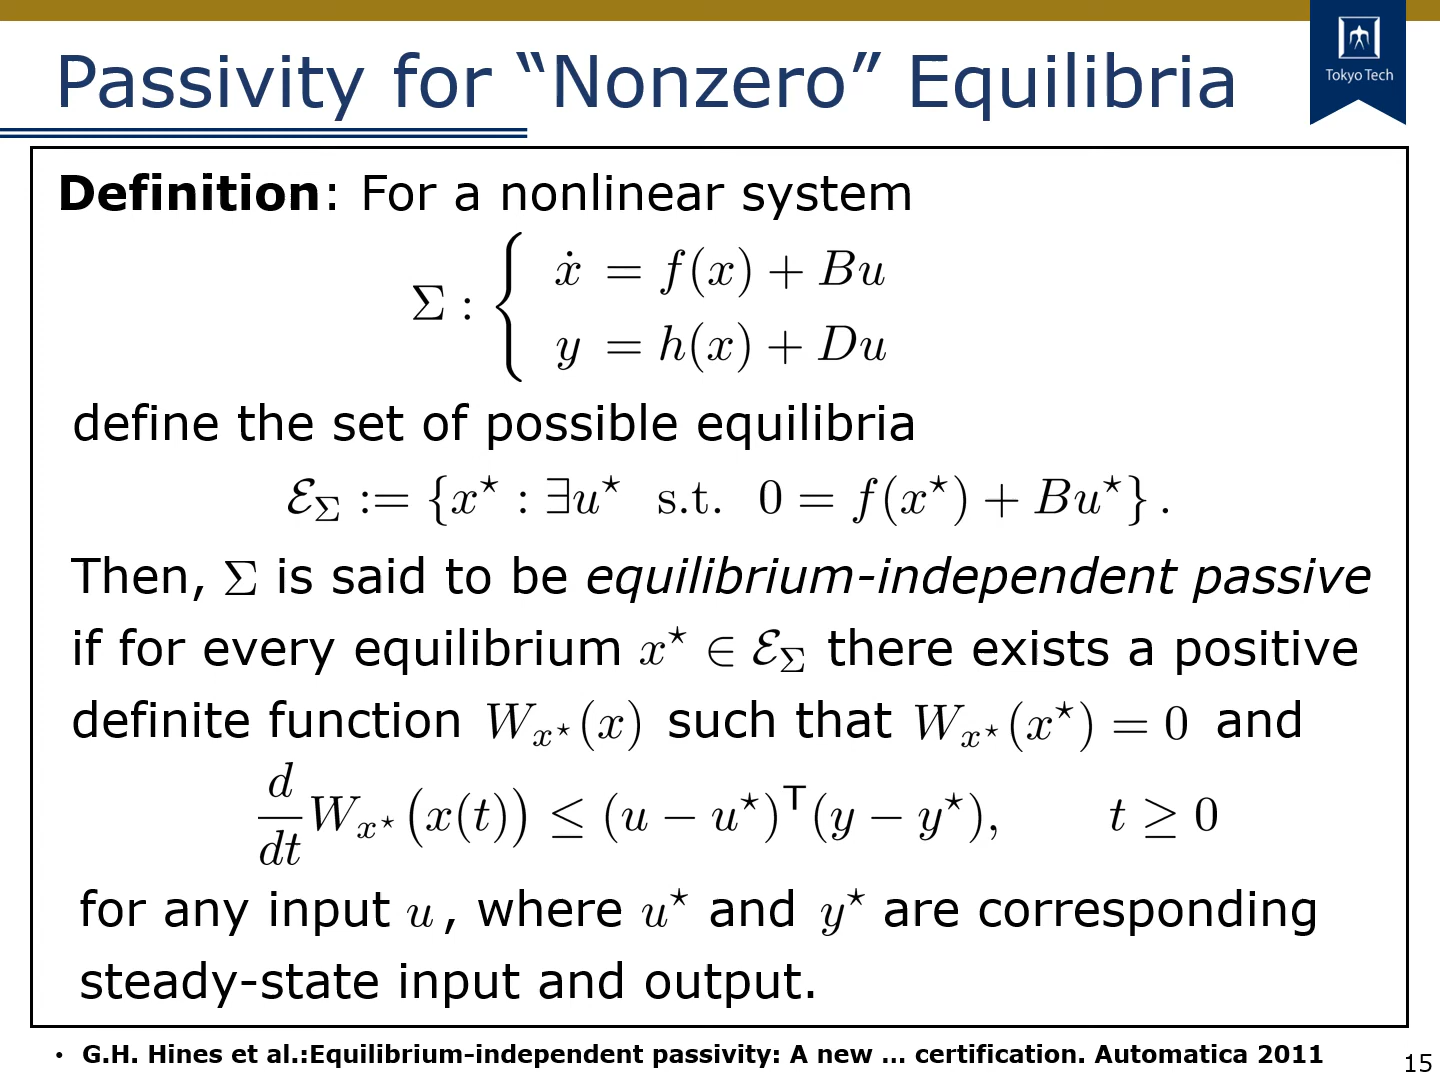 Passivity for “Nonzero” Equilibria
Tokyo Tech
Definition: For a nonlinear system
Σ : { ẋ = f(x) + Bu
y = h(x) + Du
define the set of possible equilibria
ℰ_Σ := {x⋆ : ∃u⋆ s.t. 0 = f(x⋆) + Bu⋆} .
Then, Σ is said to be equilibrium-independent passive
if for every equilibrium x⋆ ∈ ℰ_Σ there exists a positive
definite function W_{x⋆}(x) such that W_{x⋆}(x⋆) = 0 and
d/dt W_{x⋆}(x(t)) ≤ (u − u⋆)^T(y − y⋆), t ≥ 0
for any input u, where u⋆ and y⋆ are corresponding
steady-state input and output.
• G.H. Hines et al.:Equilibrium-independent passivity: A new ... certification. Automatica 2011
15